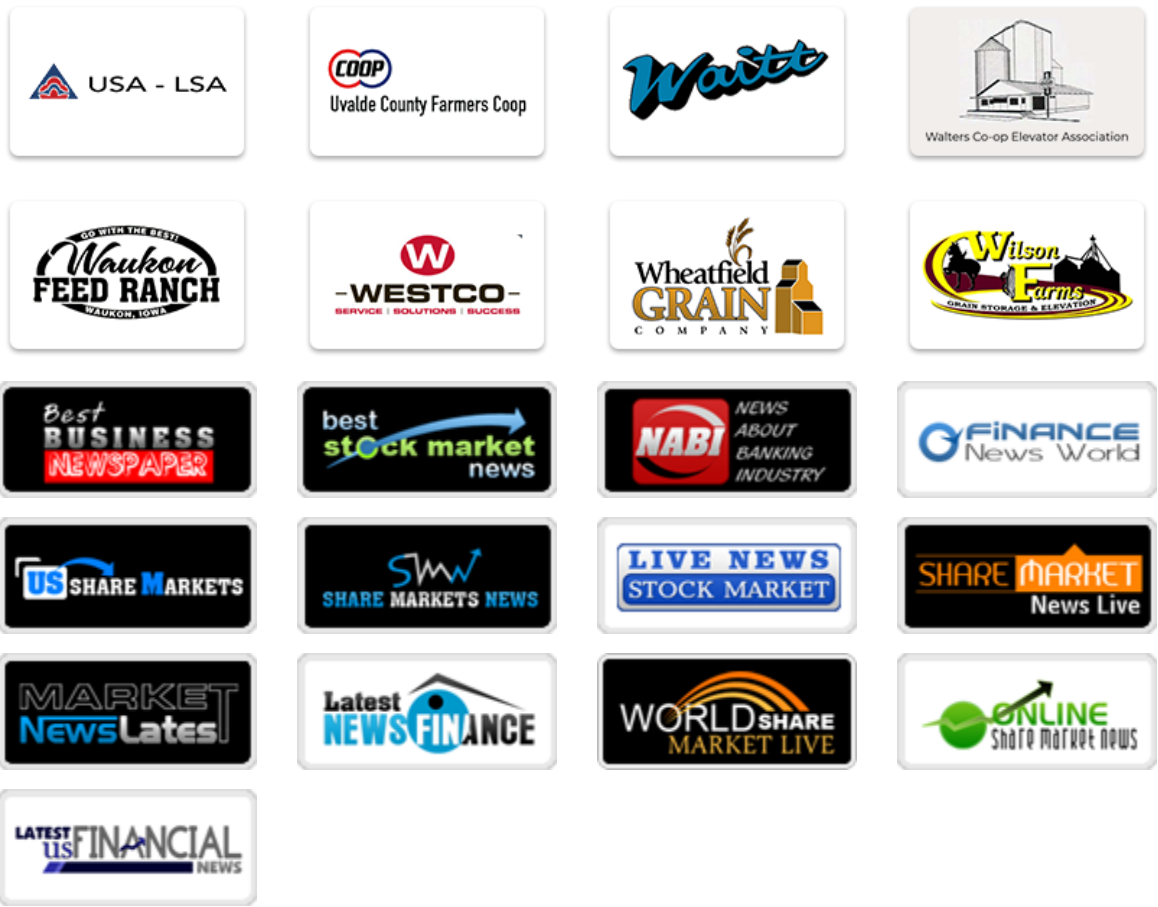 USA - LSA
COOP
Uvalde County Farmers Coop
Waitt
Walters Co-op Elevator Association
GO WITH THE BEST!
Waukon
FEED RANCH
WAUKON, IOWA
W
-WESTCO-
SERVICE | SOLUTIONS | SUCCESS
Wheatfield
GRAIN
COMPANY
Wilson
Farms
GRAIN STORAGE & ELEVATION
Best
BUSINESS
NEWSPAPER
best
stock market
news
NABI
NEWS
ABOUT
BANKING
INDUSTRY
FiNANCE
News World
US SHARE MARKETS
SMN
SHARE MARKETS NEWS
LIVE NEWS
STOCK MARKET
SHARE MARKET
News Live
MARKET
NewsLates
Latest
NEWSFINANCE
WORLD SHARE
MARKET LIVE
ONLINE
Share Market News
LATEST
us FINANCIAL
NEWS